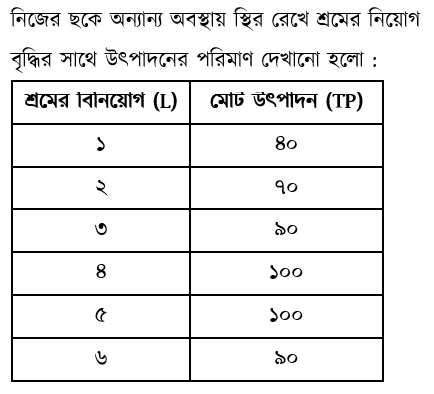 নিজের ছকে অন্যান্য অবস্থায় স্থির রেখে শ্রমের নিয়োগ
বৃদ্ধির সাথে উৎপাদনের পরিমাণ দেখানো হলো :
শ্রমের বিনিয়োগ (L) মোট উৎপাদন (TP)
১ ৪০
২ ৭০
৩ ৯০
৪ ১০০
৫ ১০০
৬ ৯০